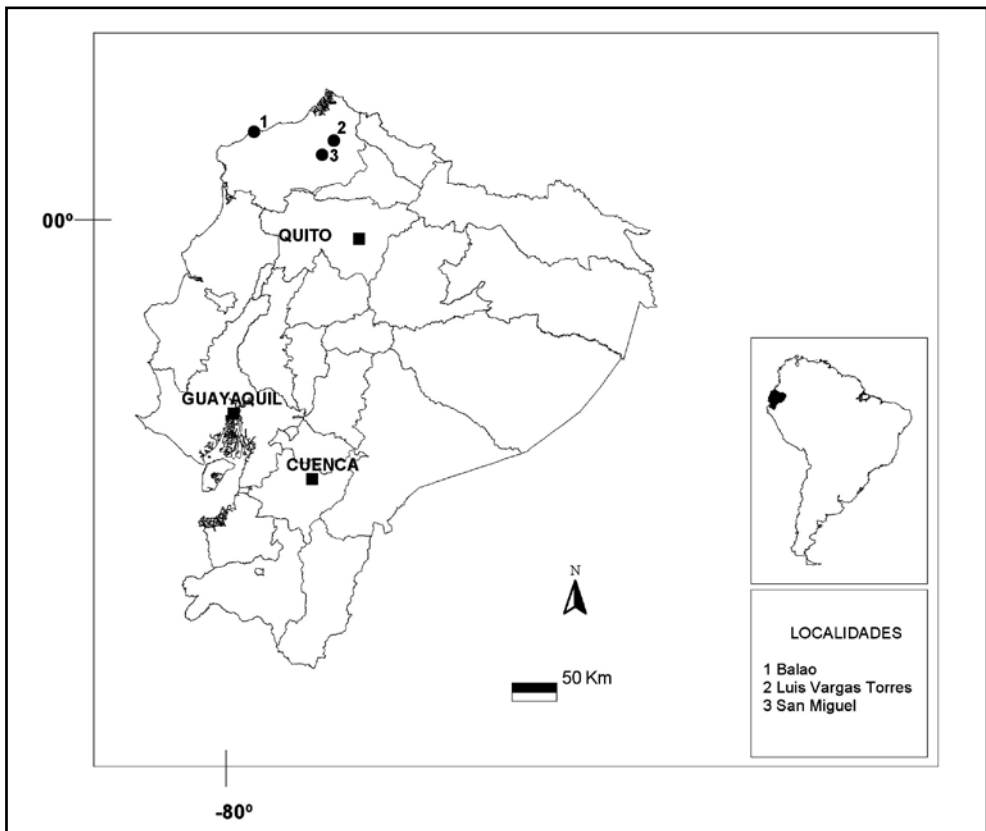 1
2
3
00º
QUITO
GUAYAQUIL
CUENCA
N
50 Km
LOCALIDADES
1 Balao
2 Luis Vargas Torres
3 San Miguel
-80º